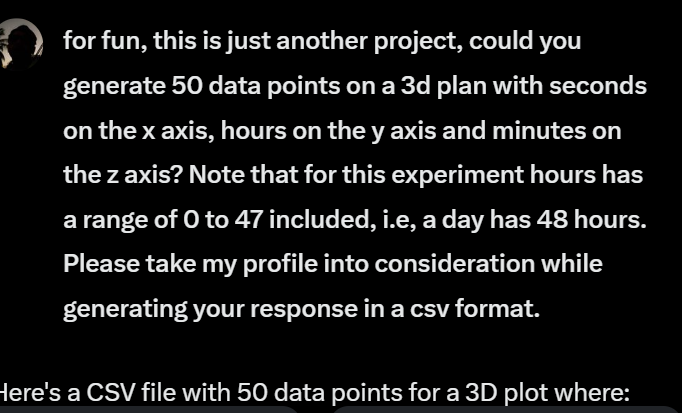 for fun, this is just another project, could you
generate 50 data points on a 3d plan with seconds
on the x axis, hours on the y axis and minutes on
the z axis? Note that for this experiment hours has
a range of 0 to 47 included, i.e, a day has 48 hours.
Please take my profile into consideration while
generating your response in a csv format.
Here's a CSV file with 50 data points for a 3D plot where: